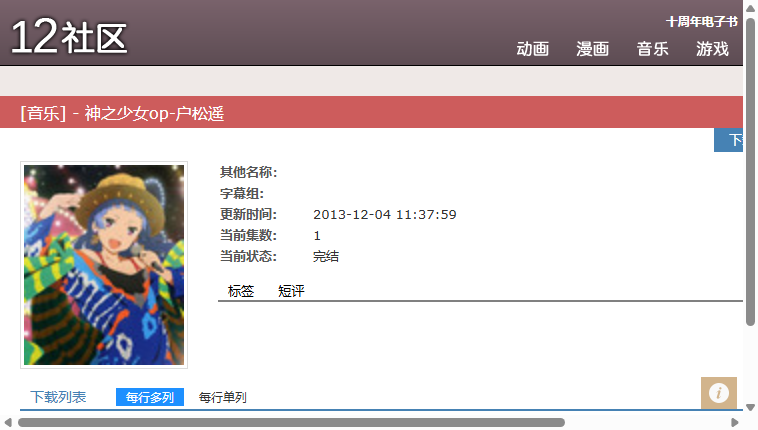 12社区
十周年电子书
动画 漫画 音乐 游戏
[音乐] - 神之少女op-户松遥
其他名称:
字幕组:
更新时间: 2013-12-04 11:37:59
当前集数: 1
当前状态: 完结
标签 短评
下载列表 每行多列 每行单列